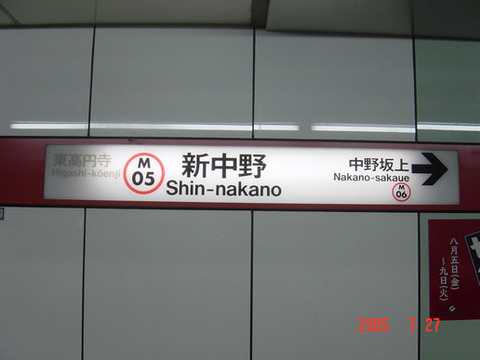 東高円寺
Higashi-kōenji
M
05
新中野
Shin-nakano
中野坂上
Nakano-sakaue
M
06
八月五日(金)
〜九日(火)
2005 7 27